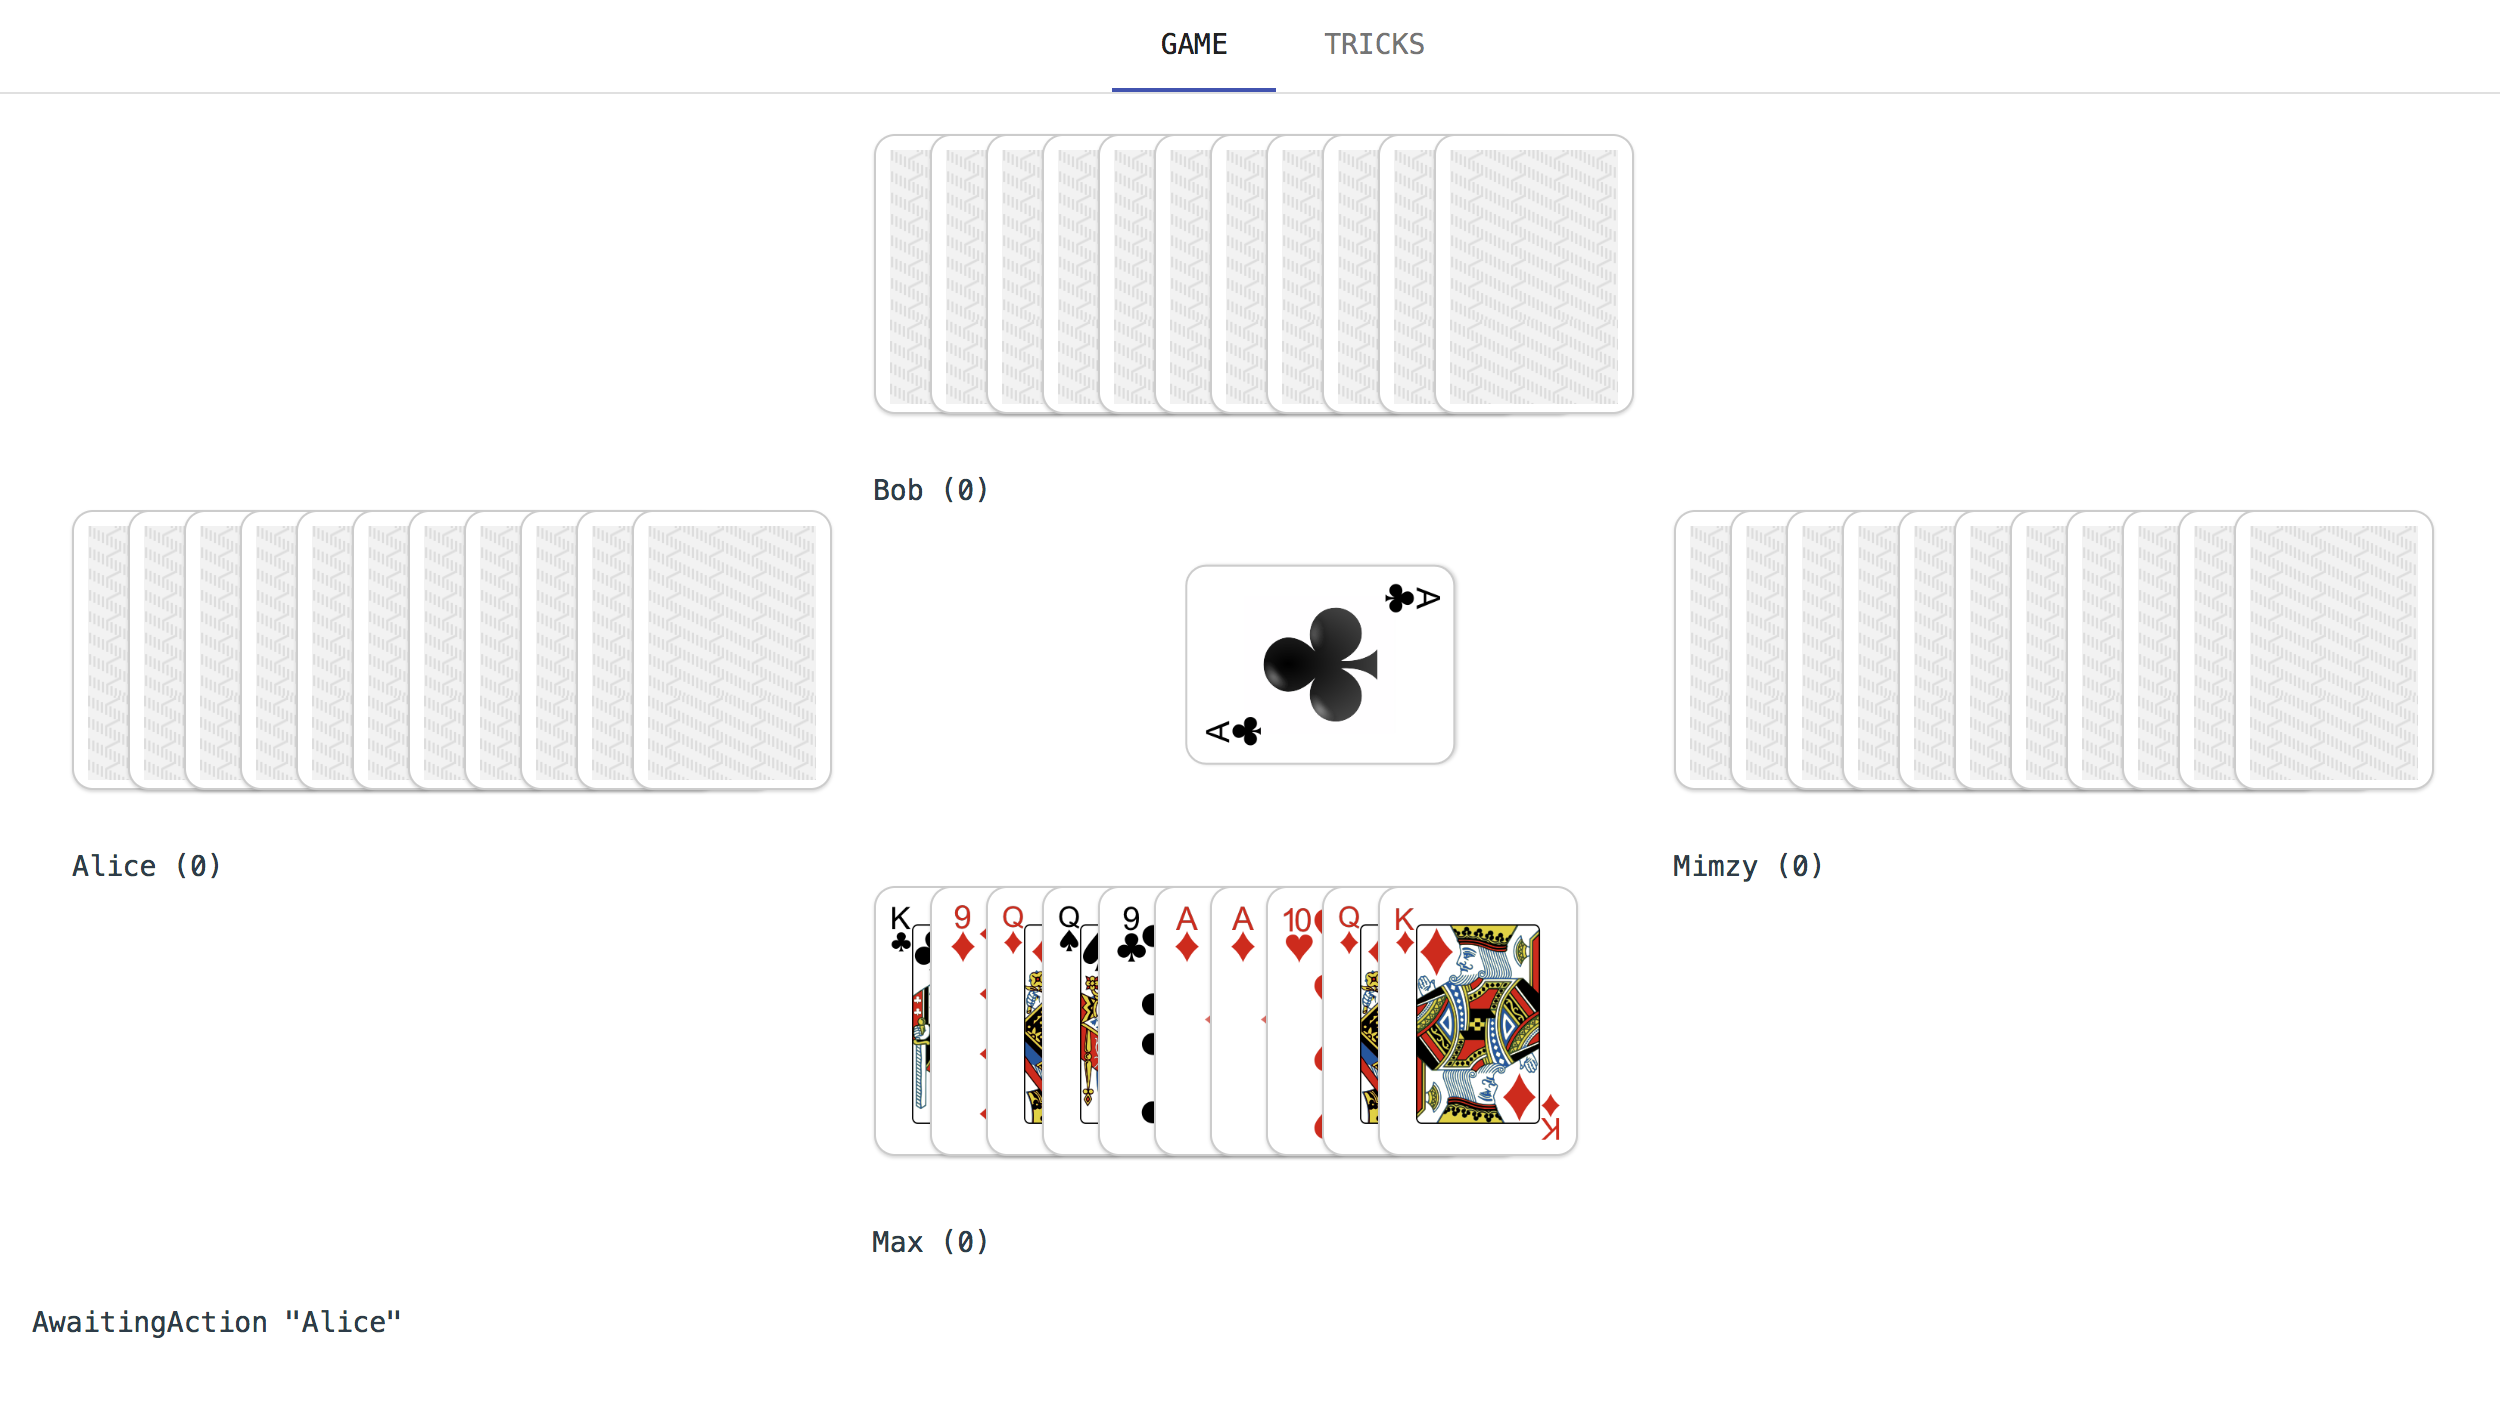 GAME TRICKS
Bob (0)
A
A
Alice (0)
Mimzy (0)
K 9 Q Q 9 A A 10 Q K
K
Max (0)
AwaitingAction "Alice"